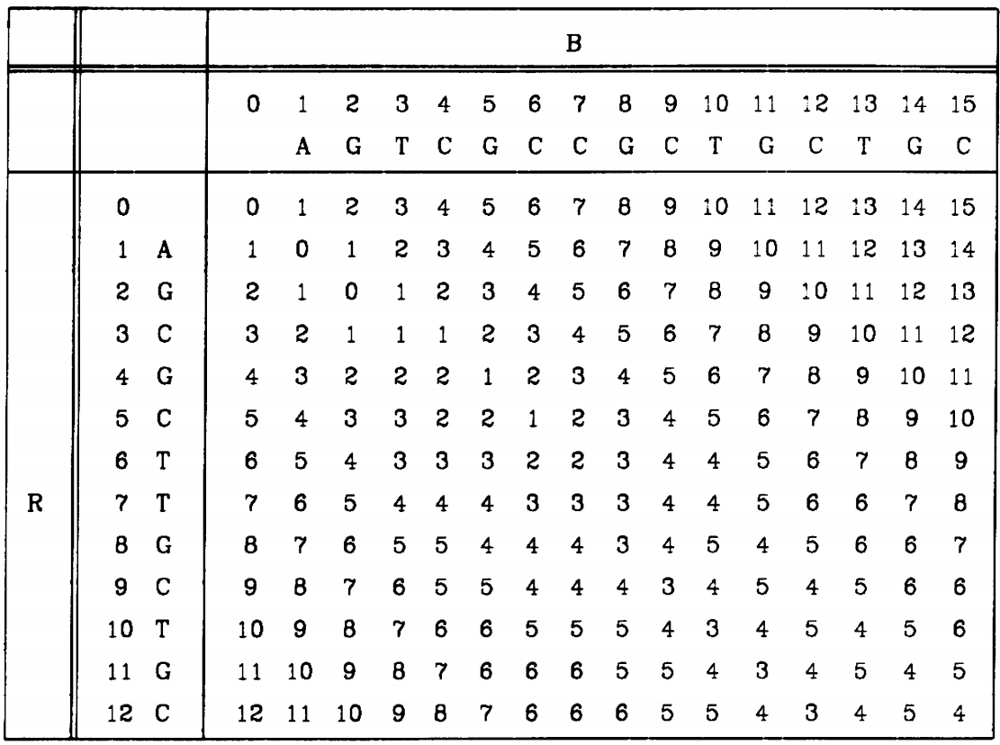 B
0 1 2 3 4 5 6 7 8 9 10 11 12 13 14 15
A G T C G C C G C T G C T G C
0 0 1 2 3 4 5 6 7 8 9 10 11 12 13 14 15
1 A 1 0 1 2 3 4 5 6 7 8 9 10 11 12 13 14
2 G 2 1 0 1 2 3 4 5 6 7 8 9 10 11 12 13
3 C 3 2 1 1 1 2 3 4 5 6 7 8 9 10 11 12
4 G 4 3 2 2 2 1 2 3 4 5 6 7 8 9 10 11
5 C 5 4 3 3 2 2 1 2 3 4 5 6 7 8 9 10
6 T 6 5 4 3 3 3 2 2 3 4 4 5 6 7 8 9
R 7 T 7 6 5 4 4 4 3 3 3 4 4 5 6 6 7 8
8 G 8 7 6 5 5 4 4 4 3 4 5 4 5 6 6 7
9 C 9 8 7 6 5 5 4 4 4 3 4 5 4 5 6 6
10 T 10 9 8 7 6 6 5 5 5 4 3 4 5 4 5 6
11 G 11 10 9 8 7 6 6 6 5 5 4 3 4 5 4 5
12 C 12 11 10 9 8 7 6 6 6 5 5 4 3 4 5 4